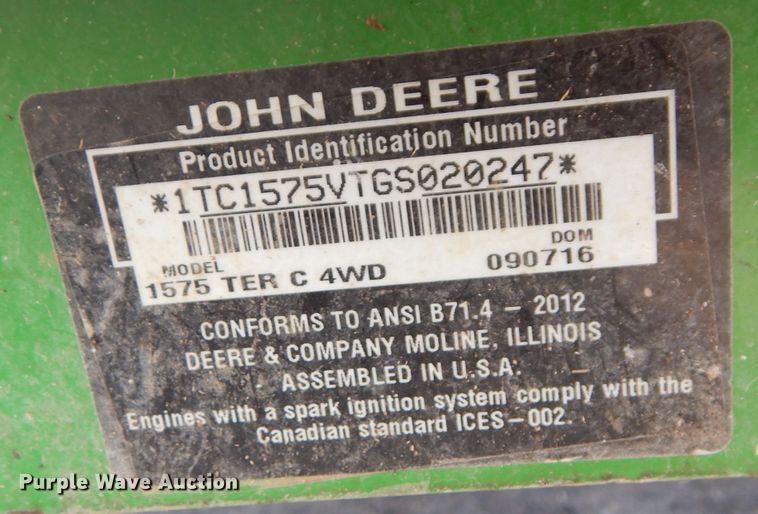 JOHN DEERE
Product Identification Number
*1TC1575VTGS020247*
MODEL DOM
1575 TER C 4WD 090716
CONFORMS TO ANSI B71.4 – 2012
DEERE & COMPANY MOLINE, ILLINOIS
ASSEMBLED IN U.S.A.
Engines with a spark ignition system comply with the
Canadian standard ICES–002.
Purple Wave Auction